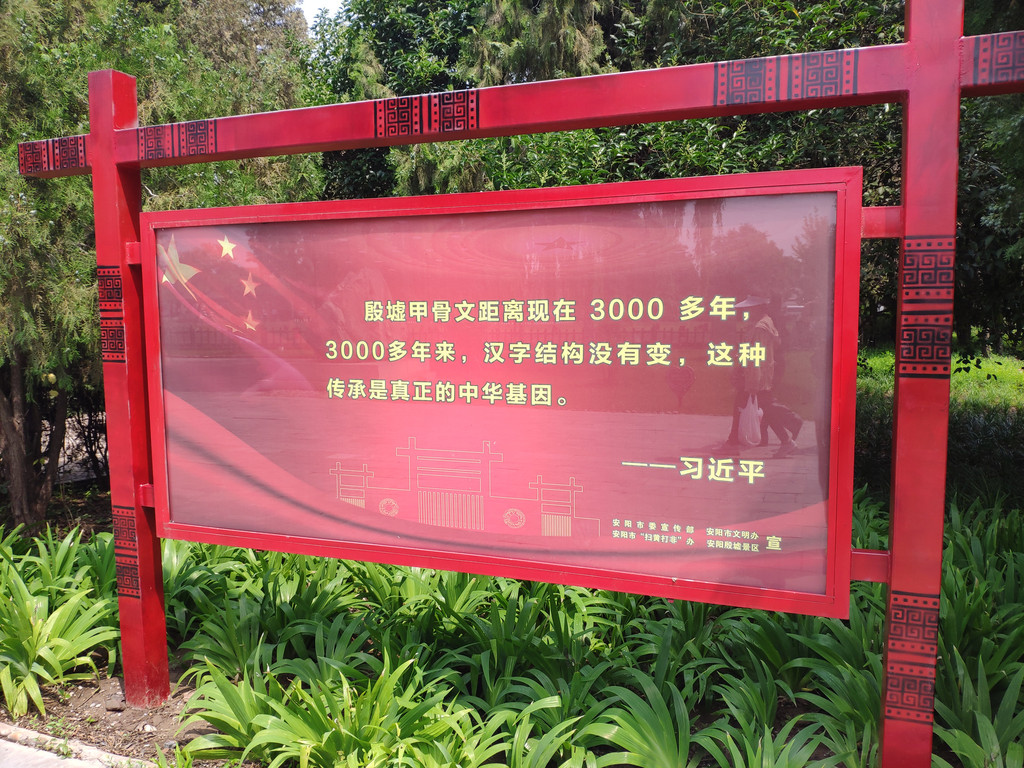 殷墟甲骨文距离现在 3000 多年，
3000多年来，汉字结构没有变，这种
传承是真正的中华基因。
——习近平
安阳市委宣传部 安阳市文明办
安阳市“扫黄打非”办 安阳殷墟景区 宣